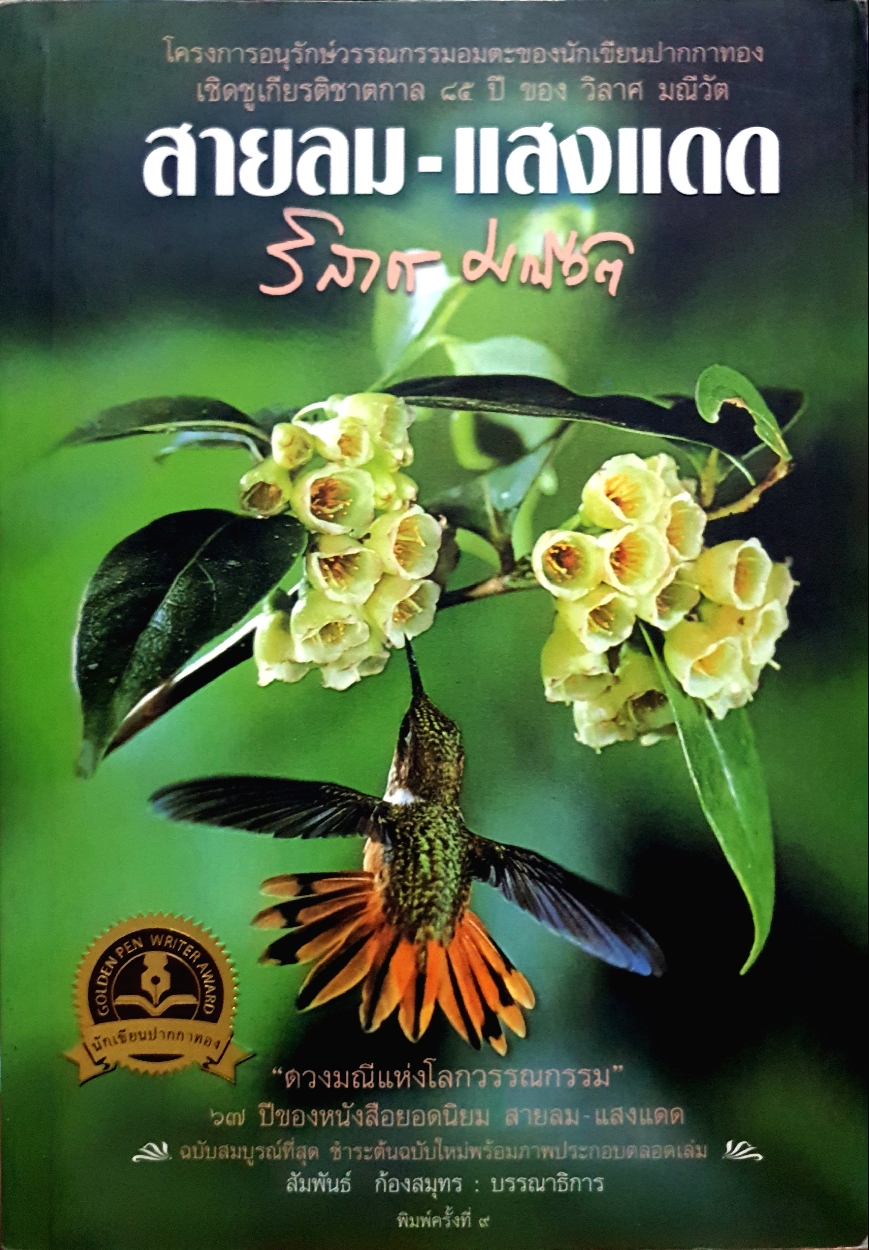 โครงการอนุรักษ์วรรณกรรมอมตะของนักเขียนปากกาทอง
เชิดชูเกียรติชาตกาล ๘๕ ปี ของ วิลาศ มณีวัต
สายลม - แสงแดด
วิลาศ มณีวัต
GOLDEN PEN WRITER AWARD
นักเขียนปากกาทอง
“ดวงมณีแห่งโลกวรรณกรรม”
๖๗ ปีของหนังสือยอดนิยม สายลม - แสงแดด
ฉบับสมบูรณ์ที่สุด ชำระต้นฉบับใหม่พร้อมภาพประกอบตลอดเล่ม
สัมพันธ์ ก้องสมุทร : บรรณาธิการ
พิมพ์ครั้งที่ ๙